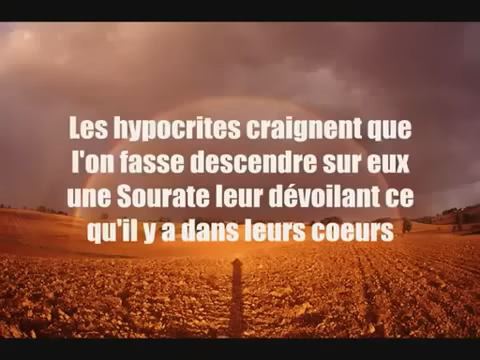 Les hypocrites craignent que
l'on fasse descendre sur eux
une Sourate leur dévoilant ce
qu'il y a dans leurs coeurs